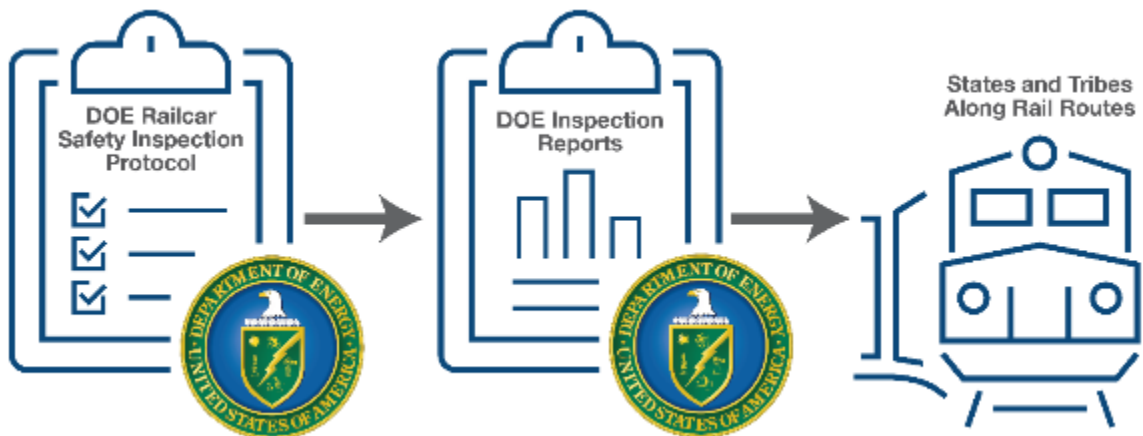 DOE Railcar
Safety Inspection
Protocol
DOE Inspection
Reports
States and Tribes
Along Rail Routes
DEPARTMENT OF ENERGY
UNITED STATES OF AMERICA
DEPARTMENT OF ENERGY
UNITED STATES OF AMERICA